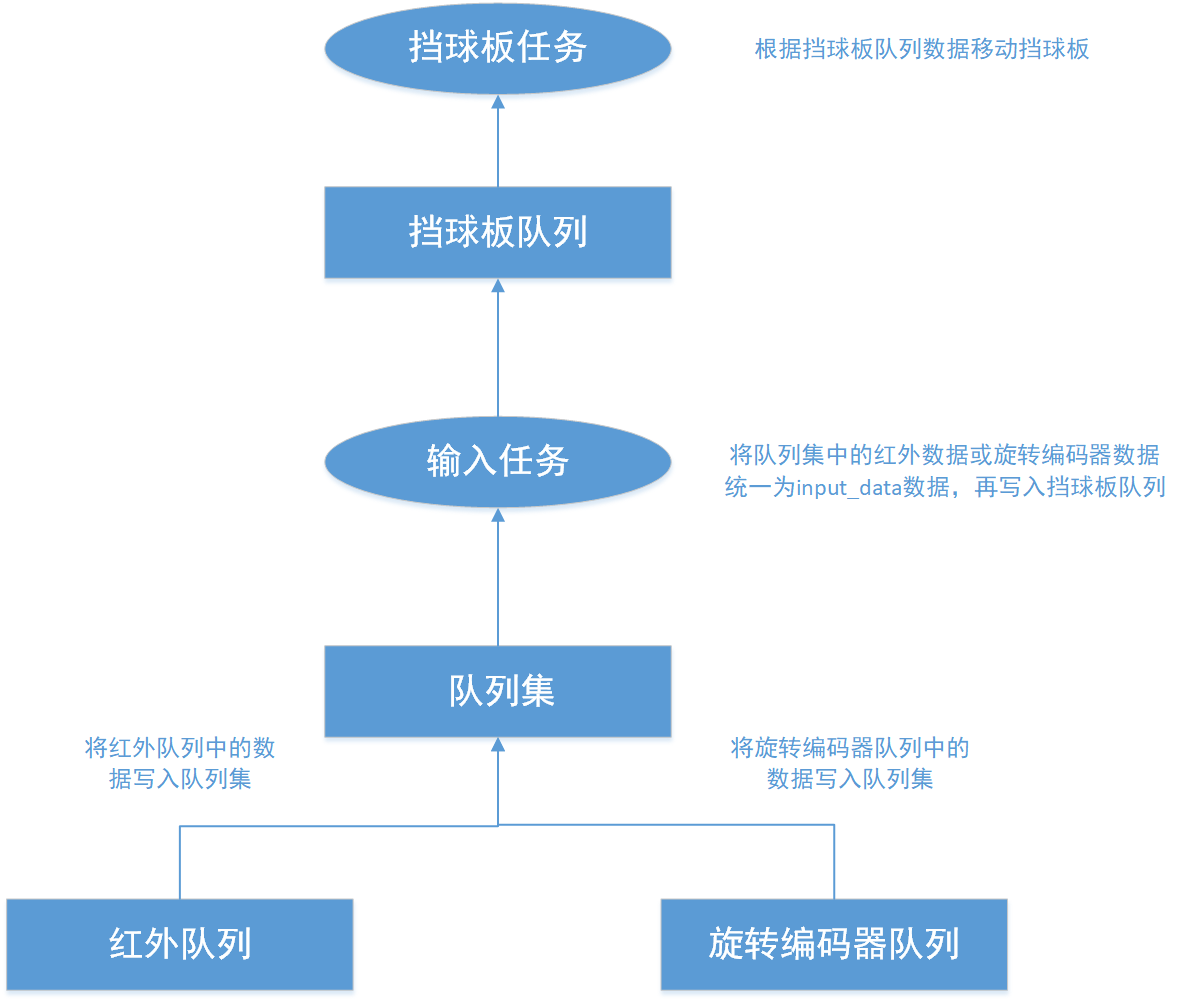 挡球板任务
根据挡球板队列数据移动挡球板
挡球板队列
输入任务
将队列集中的红外数据或旋转编码器数据
统一为input_data数据，再写入挡球板队列
队列集
将红外队列中的数
据写入队列集
将旋转编码器队列中的
数据写入队列集
红外队列
旋转编码器队列